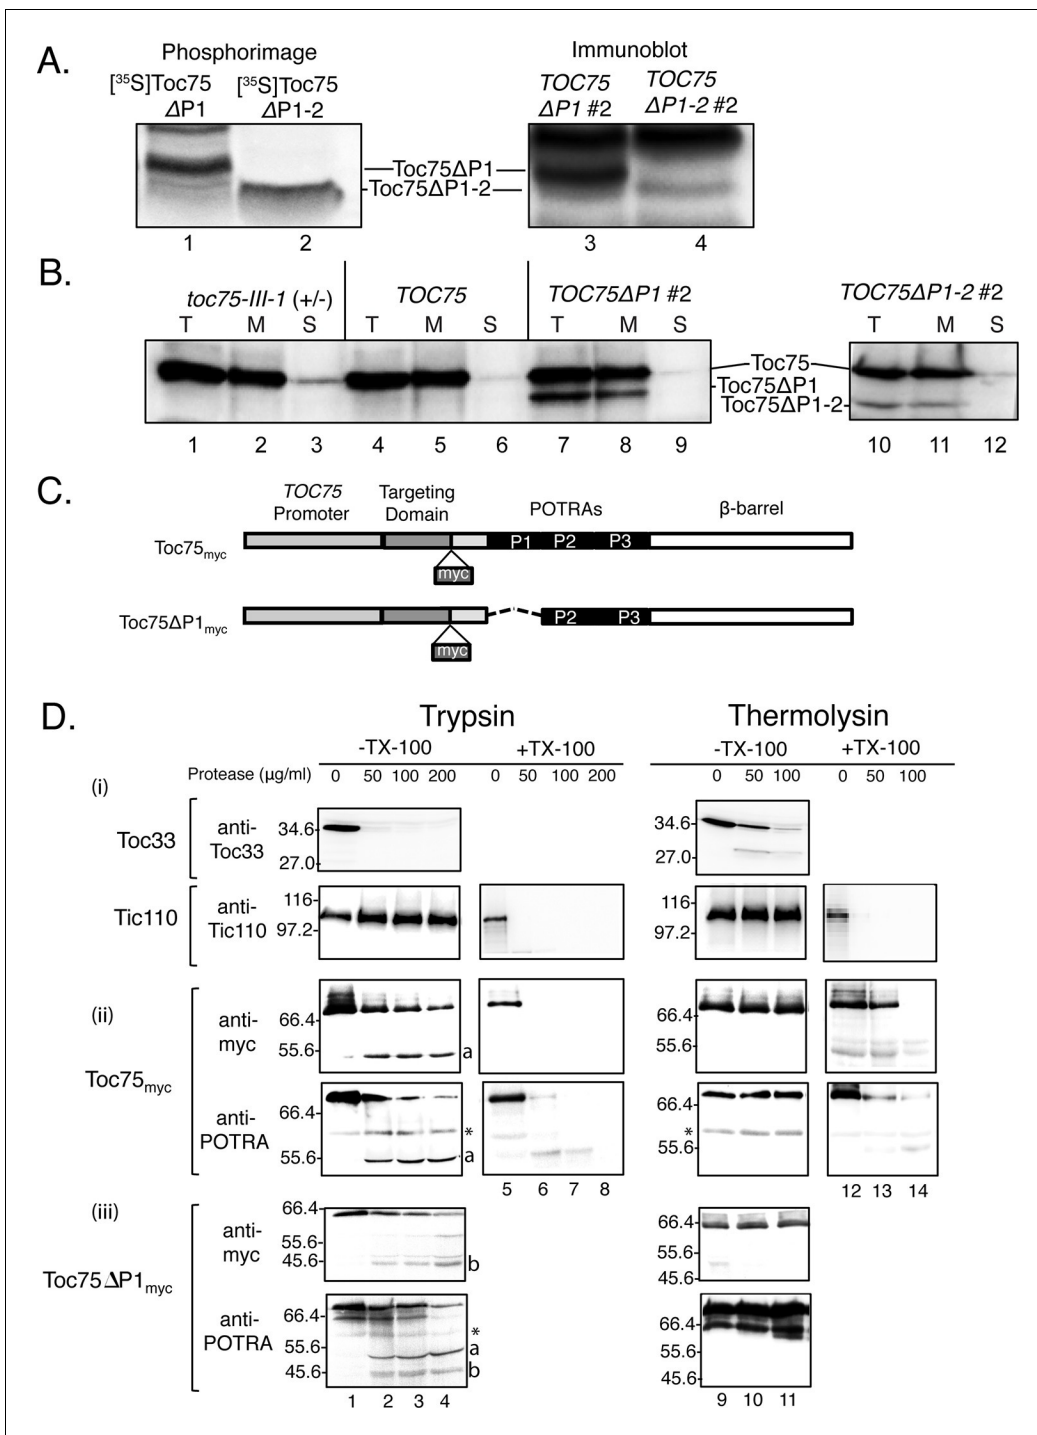 A.
Phosphorimage
Immunoblot
[³⁵S]Toc75 [³⁵S]Toc75
ΔP1 ΔP1-2
TOC75 TOC75
ΔP1 #2 ΔP1-2 #2
Toc75ΔP1
Toc75ΔP1-2
1 2 3 4
B.
toc75-III-1 (+/-) TOC75 TOC75ΔP1 #2 TOC75ΔP1-2 #2
T M S T M S T M S T M S
Toc75
Toc75ΔP1
Toc75ΔP1-2
1 2 3 4 5 6 7 8 9 10 11 12
C.
TOC75 Targeting
Promoter Domain POTRAs β-barrel
Toc75myc P1 P2 P3
myc
Toc75ΔP1myc P2 P3
myc
D.
Trypsin Thermolysin
-TX-100 +TX-100 -TX-100 +TX-100
Protease (µg/ml) 0 50 100 200 0 50 100 200 0 50 100 0 50 100
(i)
Toc33 anti-Toc33 34.6 27.0 34.6 27.0
Tic110 anti-Tic110 116 97.2 116 97.2
(ii)
Toc75myc
anti-myc 66.4 55.6 a 66.4 55.6
anti-POTRA 66.4 55.6 * a 66.4 * 55.6
5 6 7 8 12 13 14
(iii)
Toc75ΔP1myc
anti-myc 66.4 55.6 45.6 b 66.4 55.6 45.6
anti-POTRA 66.4 55.6 45.6 * a b 66.4 55.6 45.6
1 2 3 4 9 10 11